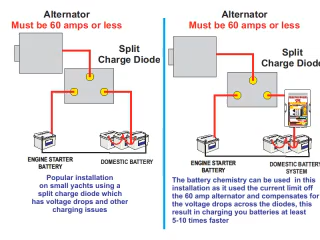 Alternator
Must be 60 amps or less
Split
Charge Diode
ENGINE STARTER
BATTERY
DOMESTIC BATTERY
Popular installation
on small yachts using a
split charge diode which
has voltage drops and other
charging issues
Alternator
Must be 60 amps or less
Split
Charge Diode
ENGINE STARTER
BATTERY
DOMESTIC BATTERY
SYSTEM
The battery chemistry can be used in this
installation as it used the current limit off
the 60 amp alternator and compensates for
the voltage drops across the diodes, this
result in charging you batteries at least
5-10 times faster